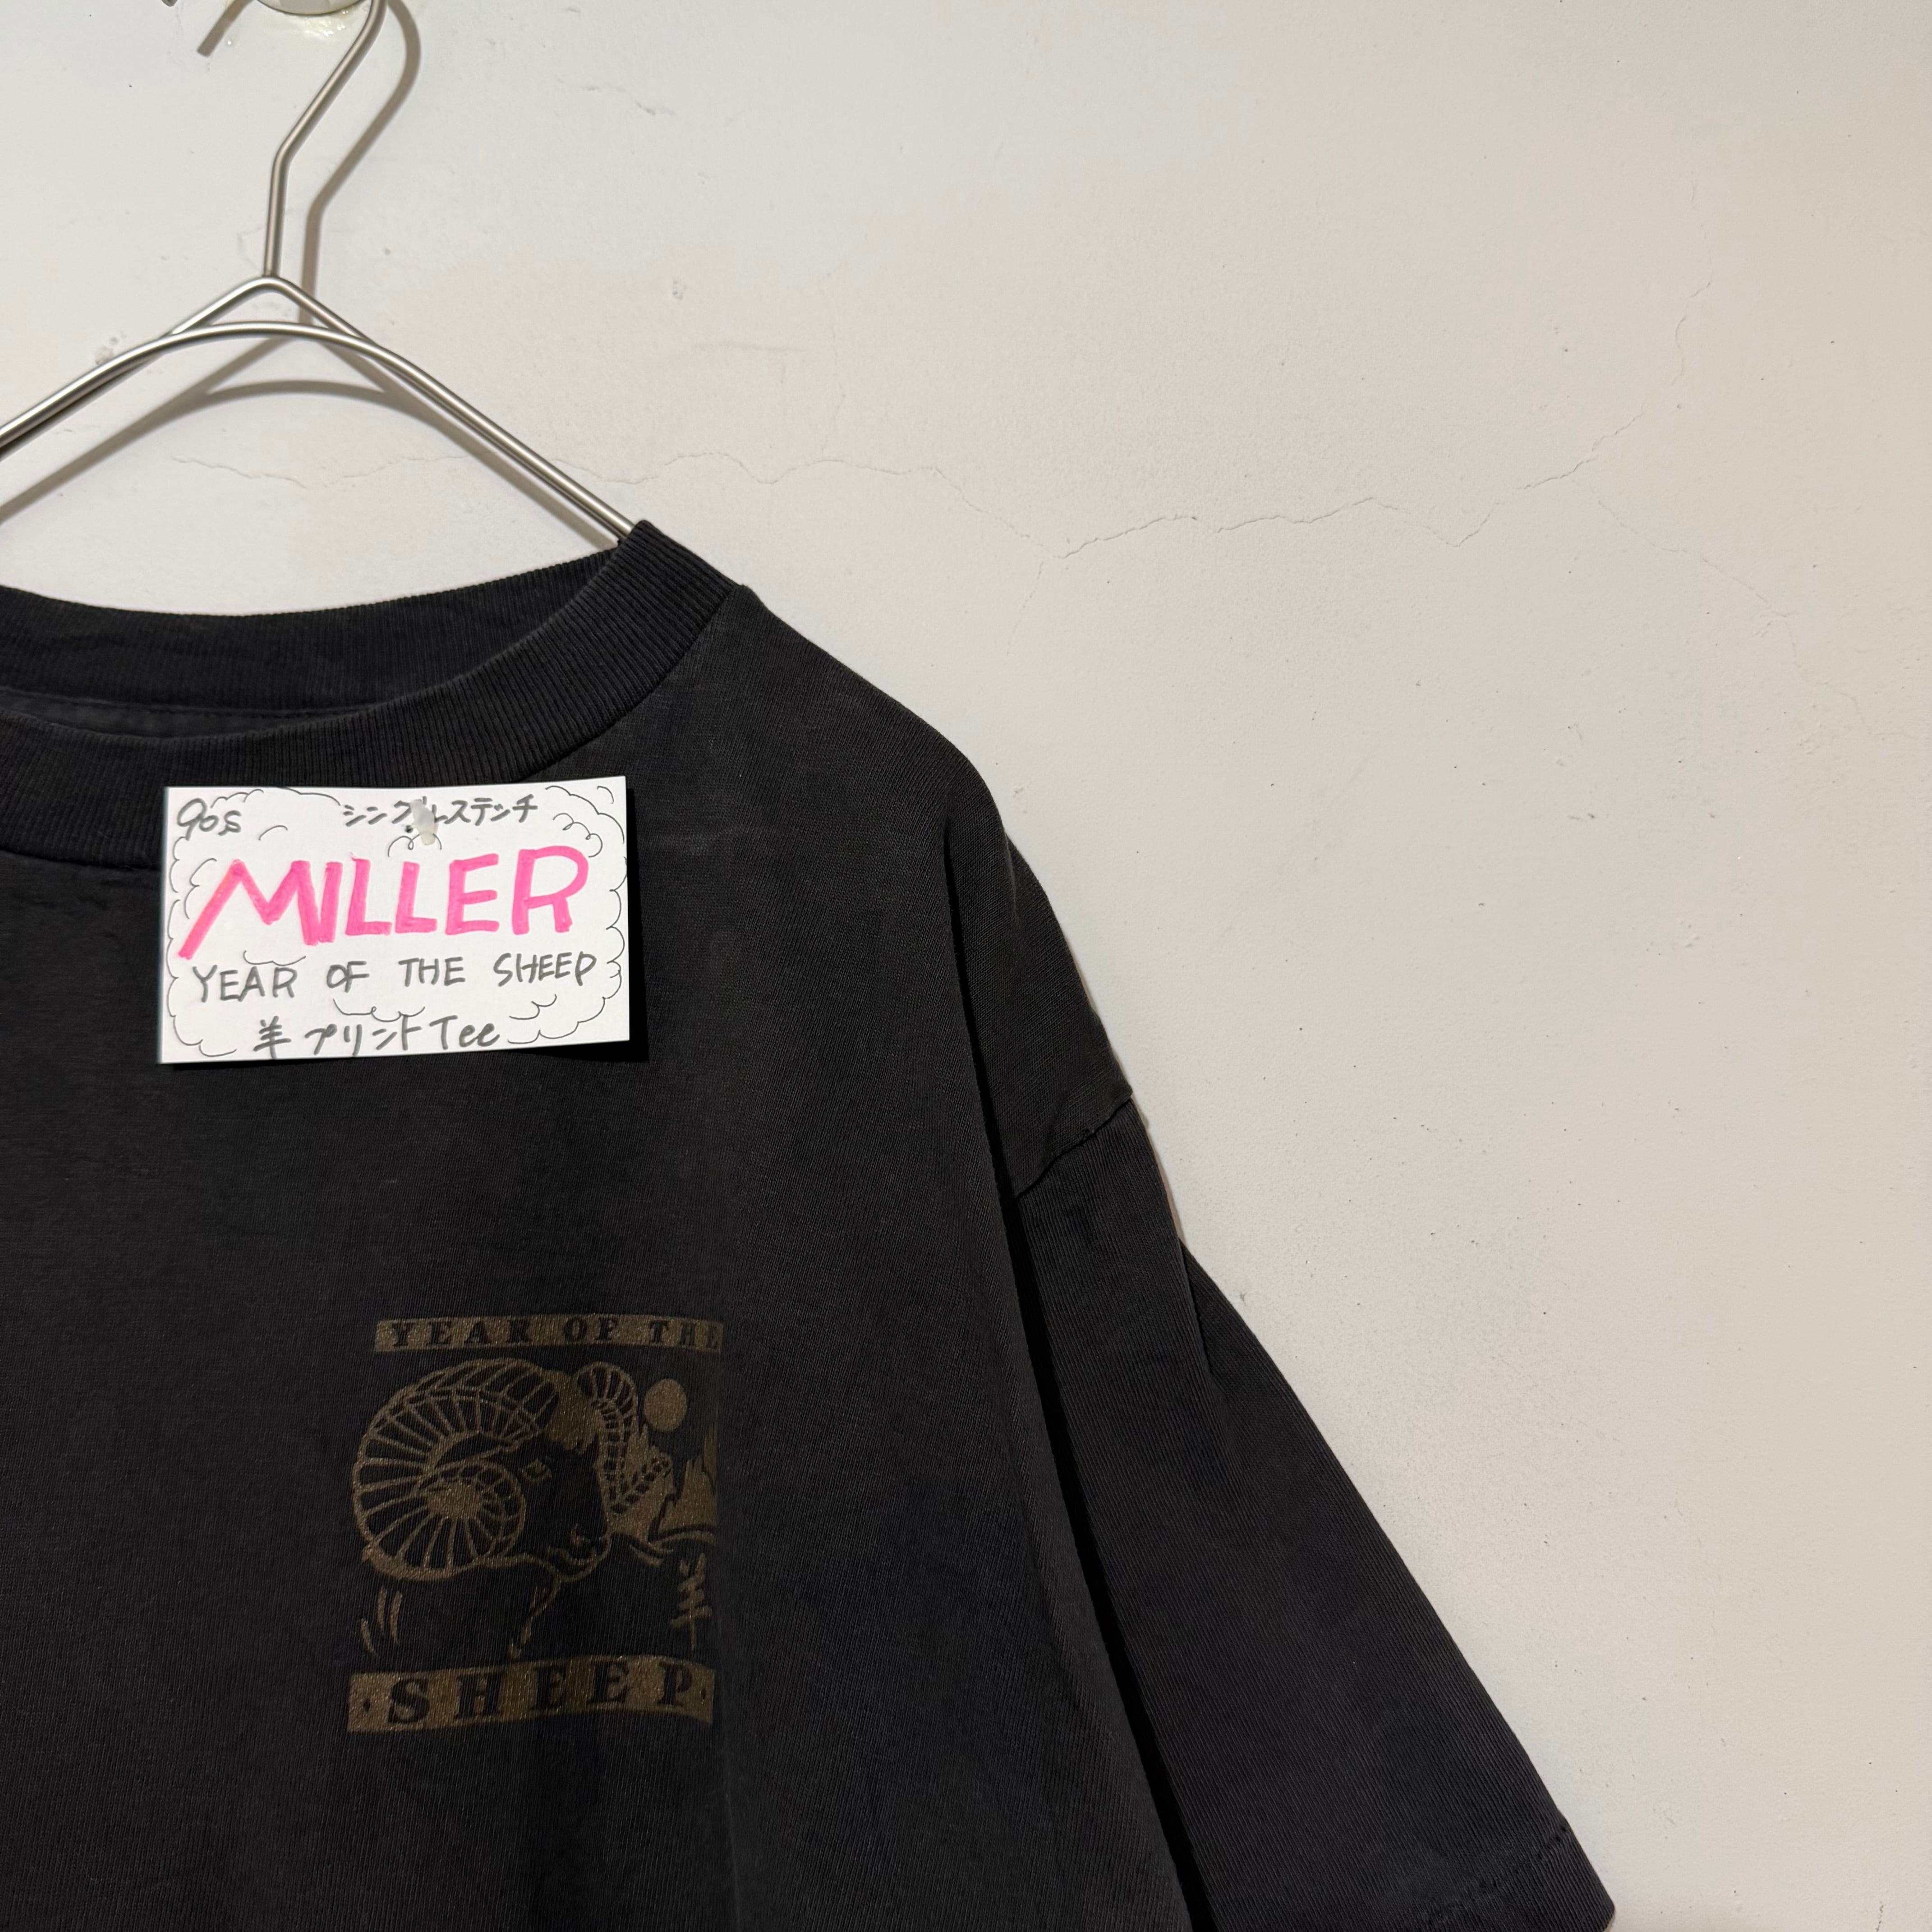 90s シングルステッチ
MILLER
YEAR OF THE SHEEP
羊プリントTee
YEAR OF THE
羊
SHEEP